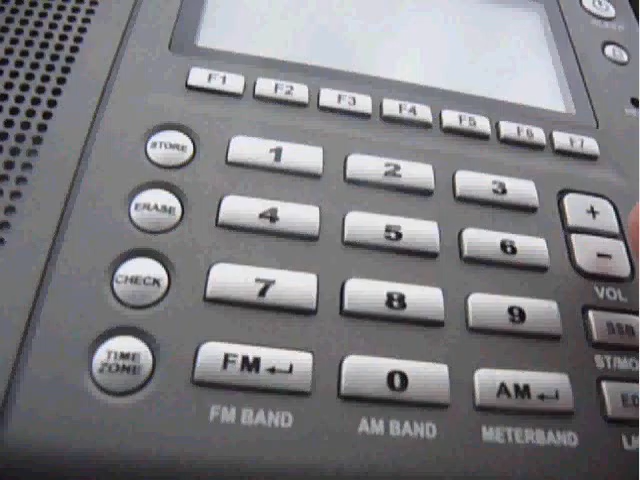 F1 F2 F3 F4 F5 F6 F7
STORE 1 2 3
ERASE 4 5 6 +
CHECK 7 8 9 −
VOL
TIME
ZONE
FM 0 AM
FM BAND AM BAND METERBAND